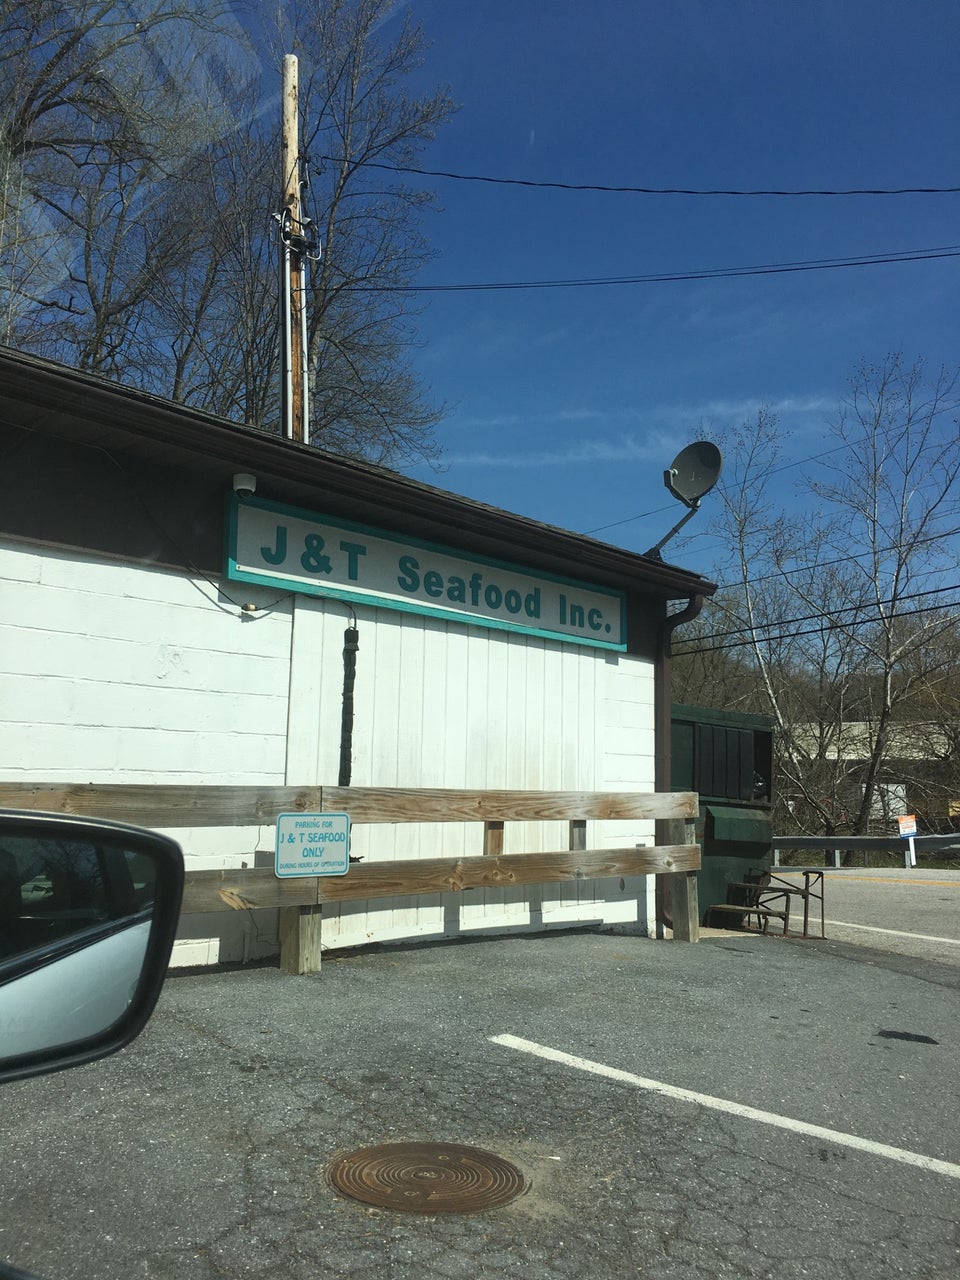 J&T Seafood Inc.
PARKING FOR
J & T SEAFOOD
ONLY
DURING HOURS OF OPERATION